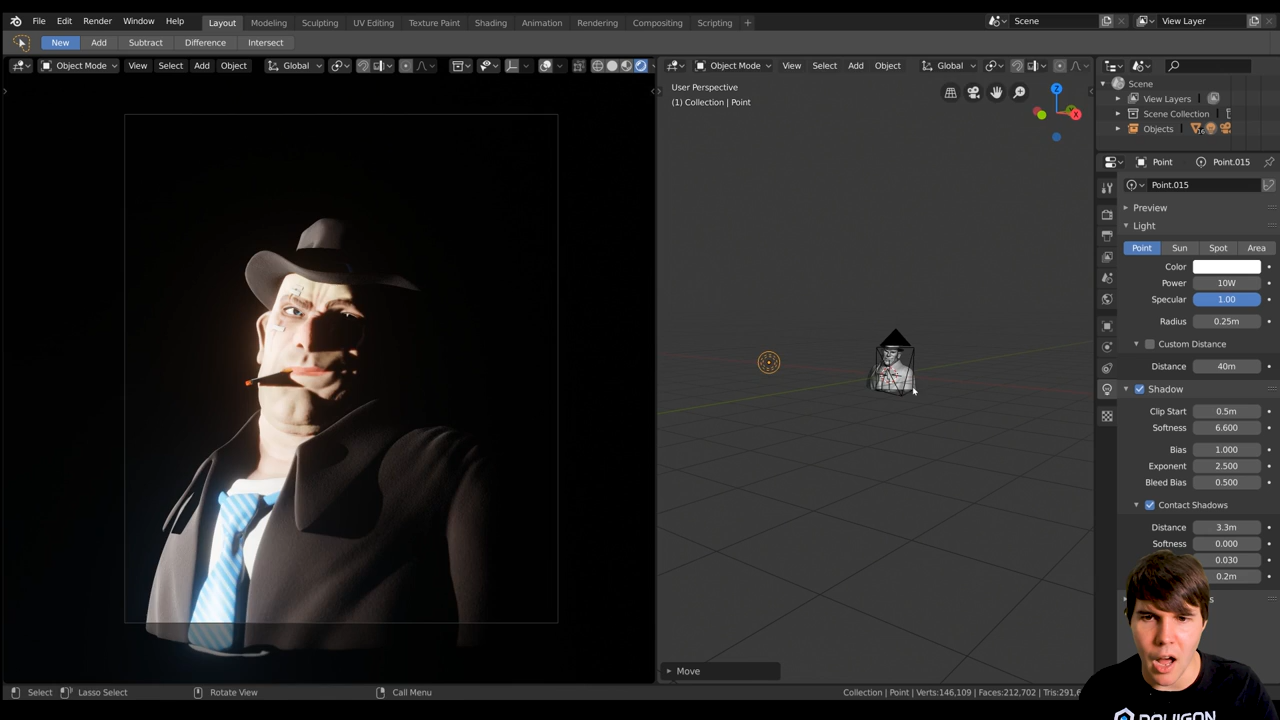 File Edit Render Window Help Layout Modeling Sculpting UV Editing Texture Paint Shading Animation Rendering Compositing Scripting + Scene View Layer
New Add Subtract Difference Intersect
Object Mode View Select Add Object Global
Object Mode View Select Add Object Global
User Perspective
(1) Collection | Point
Z
X
Scene
View Layers
Scene Collection
Objects
Point Point.015
Point.015
Preview
Light
Point Sun Spot Area
Color
Power 10W
Specular 1.00
Radius 0.25m
Custom Distance
Distance 40m
Shadow
Clip Start 0.5m
Softness 6.600
Bias 1.000
Exponent 2.500
Bleed Bias 0.500
Contact Shadows
Distance 3.3m
Softness 0.000
0.030
0.2m
Move
Select Lasso Select Rotate View Call Menu Collection | Point | Verts:146,109 | Faces:212,702 |